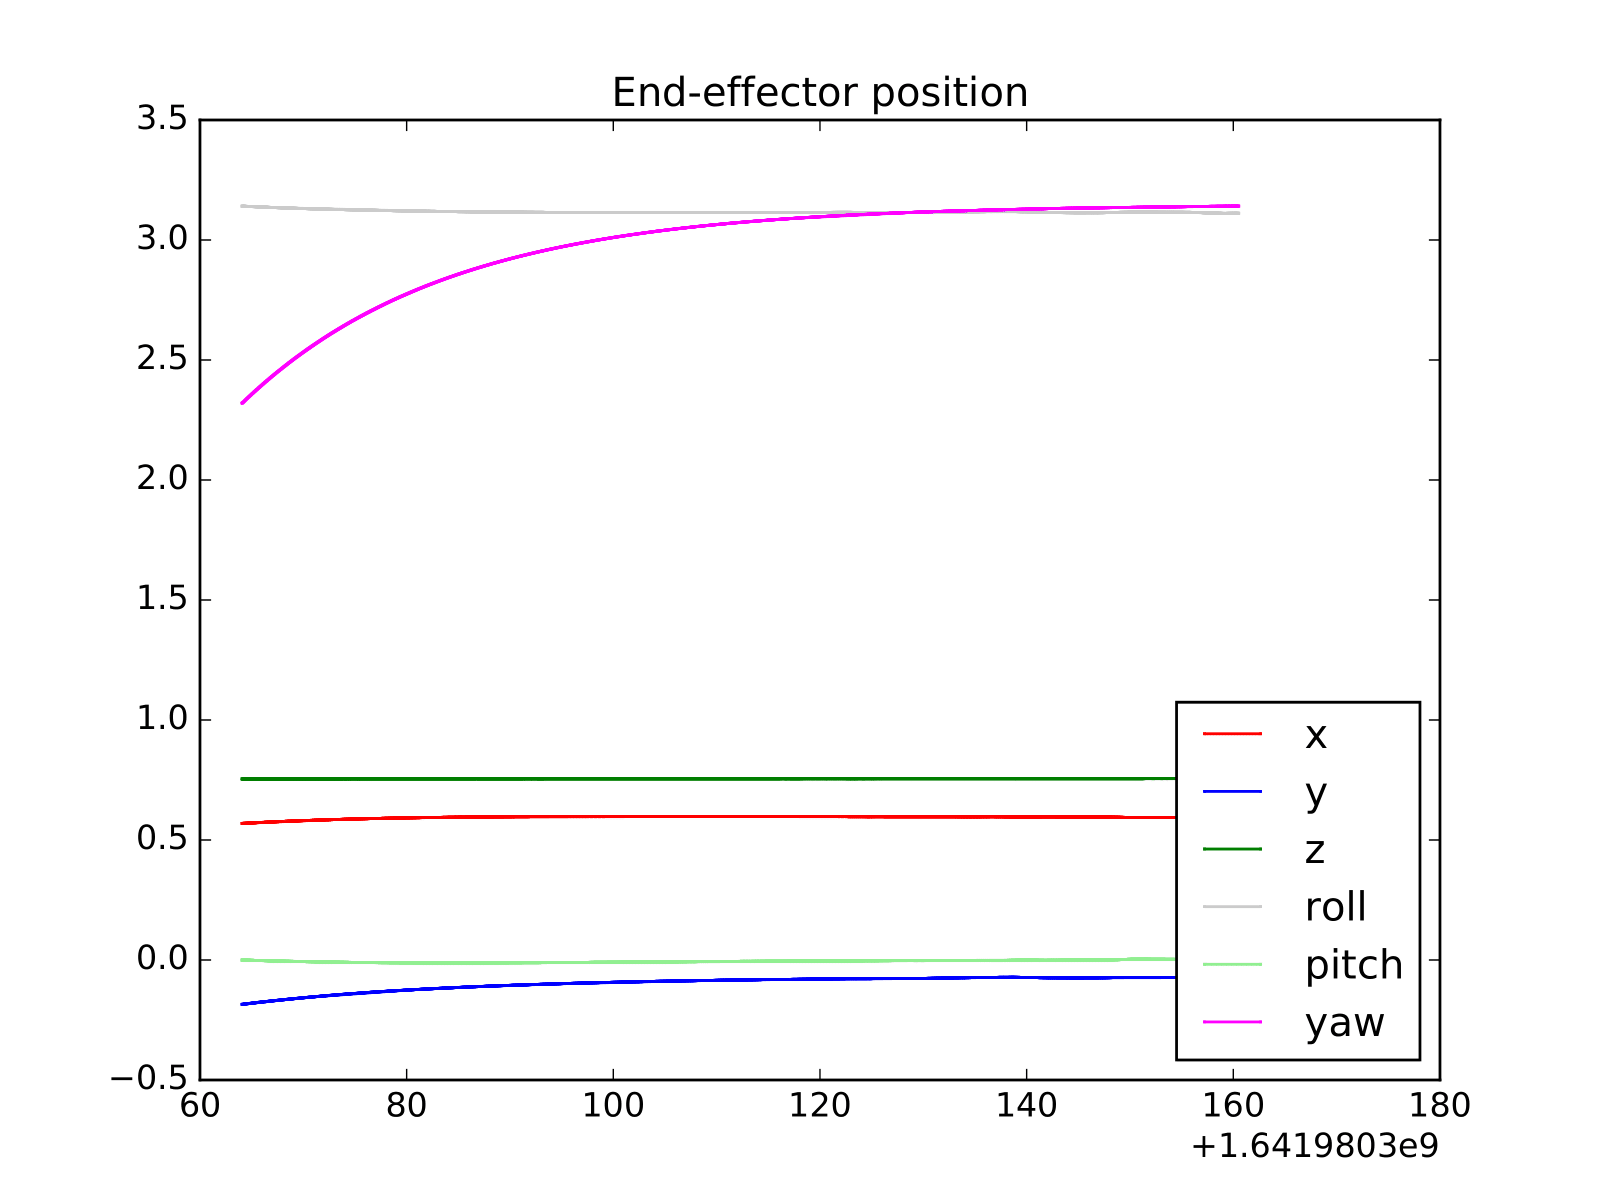 End-effector position
3.5
3.0
2.5
2.0
1.5
1.0
0.5
0.0
−0.5
x
y
z
roll
pitch
yaw
60 80 100 120 140 160 180
+1.6419803e9